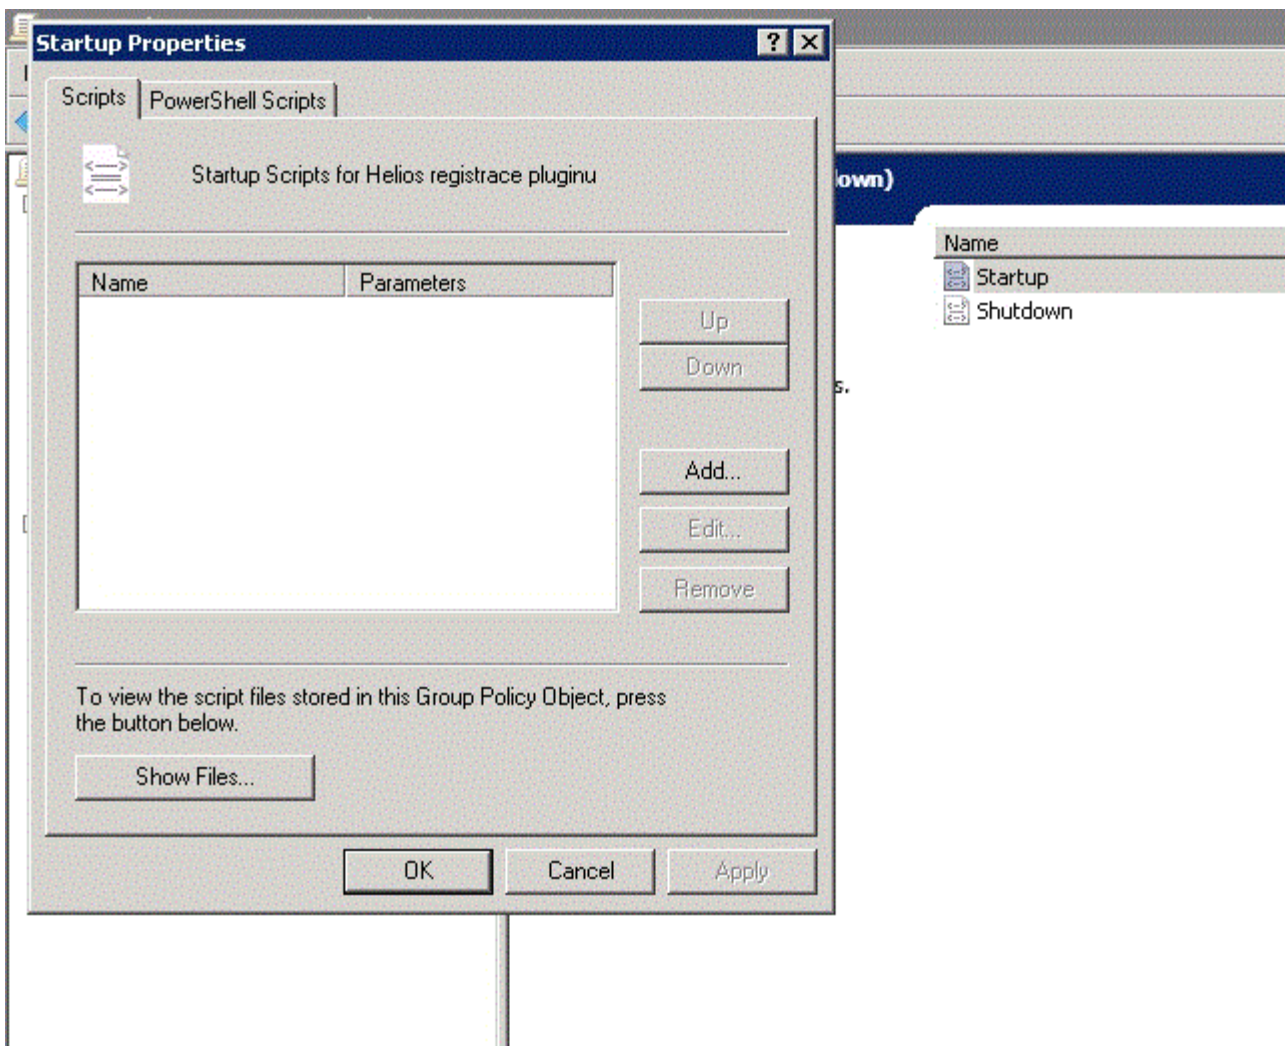 Startup Properties
Scripts
PowerShell Scripts
Startup Scripts for Helios registrace pluginu
own)
Name
Parameters
Name
Startup
Shutdown
Up
Down
s.
Add...
Edit...
Remove
To view the script files stored in this Group Policy Object, press
the button below.
Show Files...
OK
Cancel
Apply